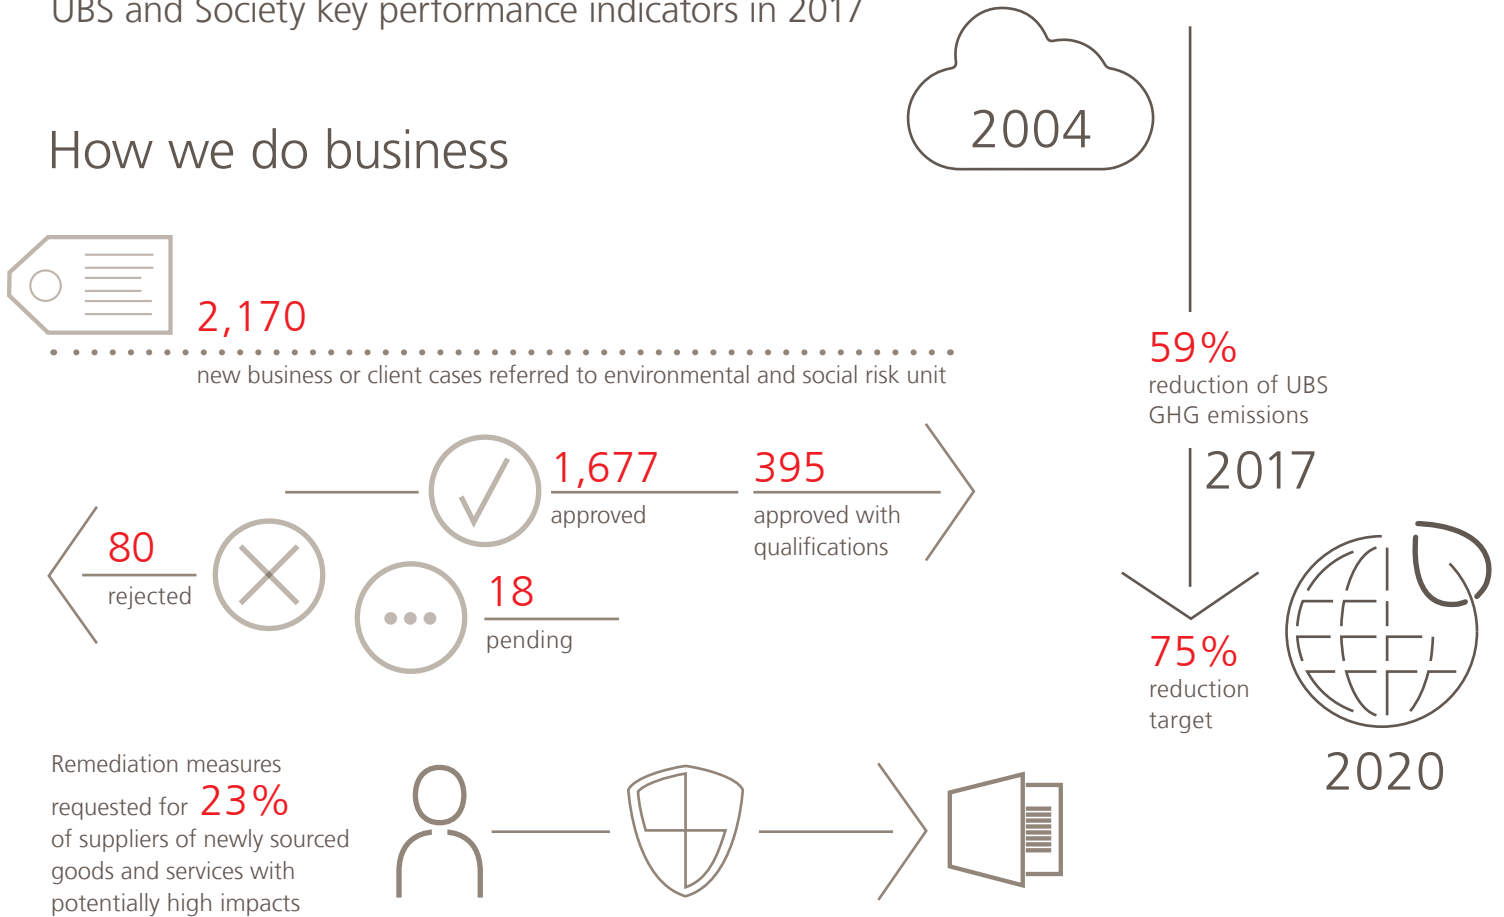 UBS and Society key performance indicators in 2017
How we do business
2,170
new business or client cases referred to environmental and social risk unit
1,677
approved
395
approved with
qualifications
80
rejected
18
pending
Remediation measures
requested for 23%
of suppliers of newly sourced
goods and services with
potentially high impacts
2004
59%
reduction of UBS
GHG emissions
2017
75%
reduction
target
2020